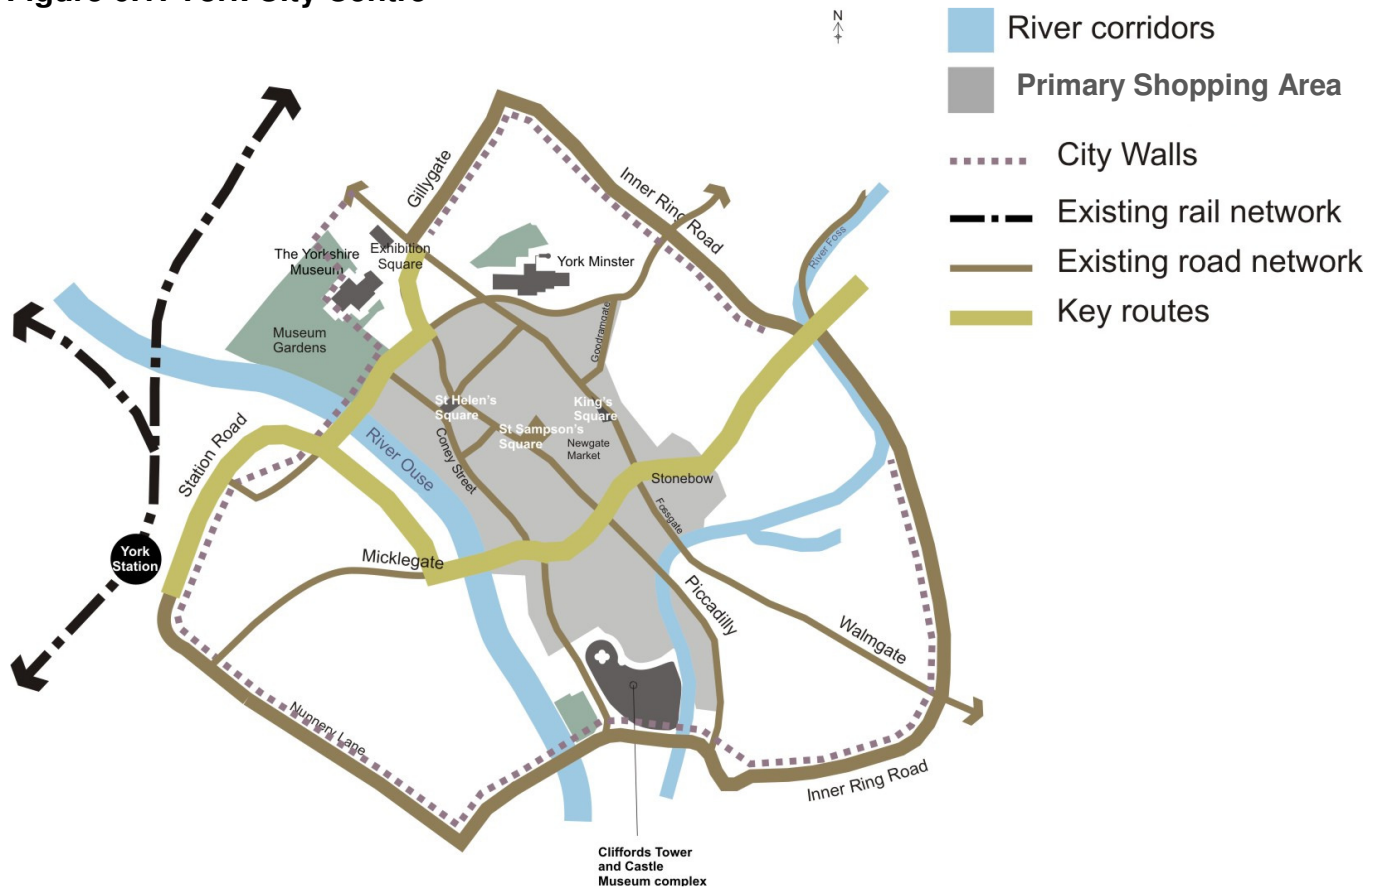 N
River corridors
Primary Shopping Area
City Walls
Existing rail network
Existing road network
Key routes
Gillygate
Inner Ring Road
River Foss
The Yorkshire
Museum
Exhibition
Square
York Minster
Museum
Gardens
Goodramgate
St Helen's
Square
King's
Square
St Sampson's
Square
Newgate
Market
Station Road
River Ouse
Coney Street
Stonebow
Fossgate
York
Station
Micklegate
Piccadilly
Walmgate
Nunnery Lane
Inner Ring Road
Cliffords Tower
and Castle
Museum complex